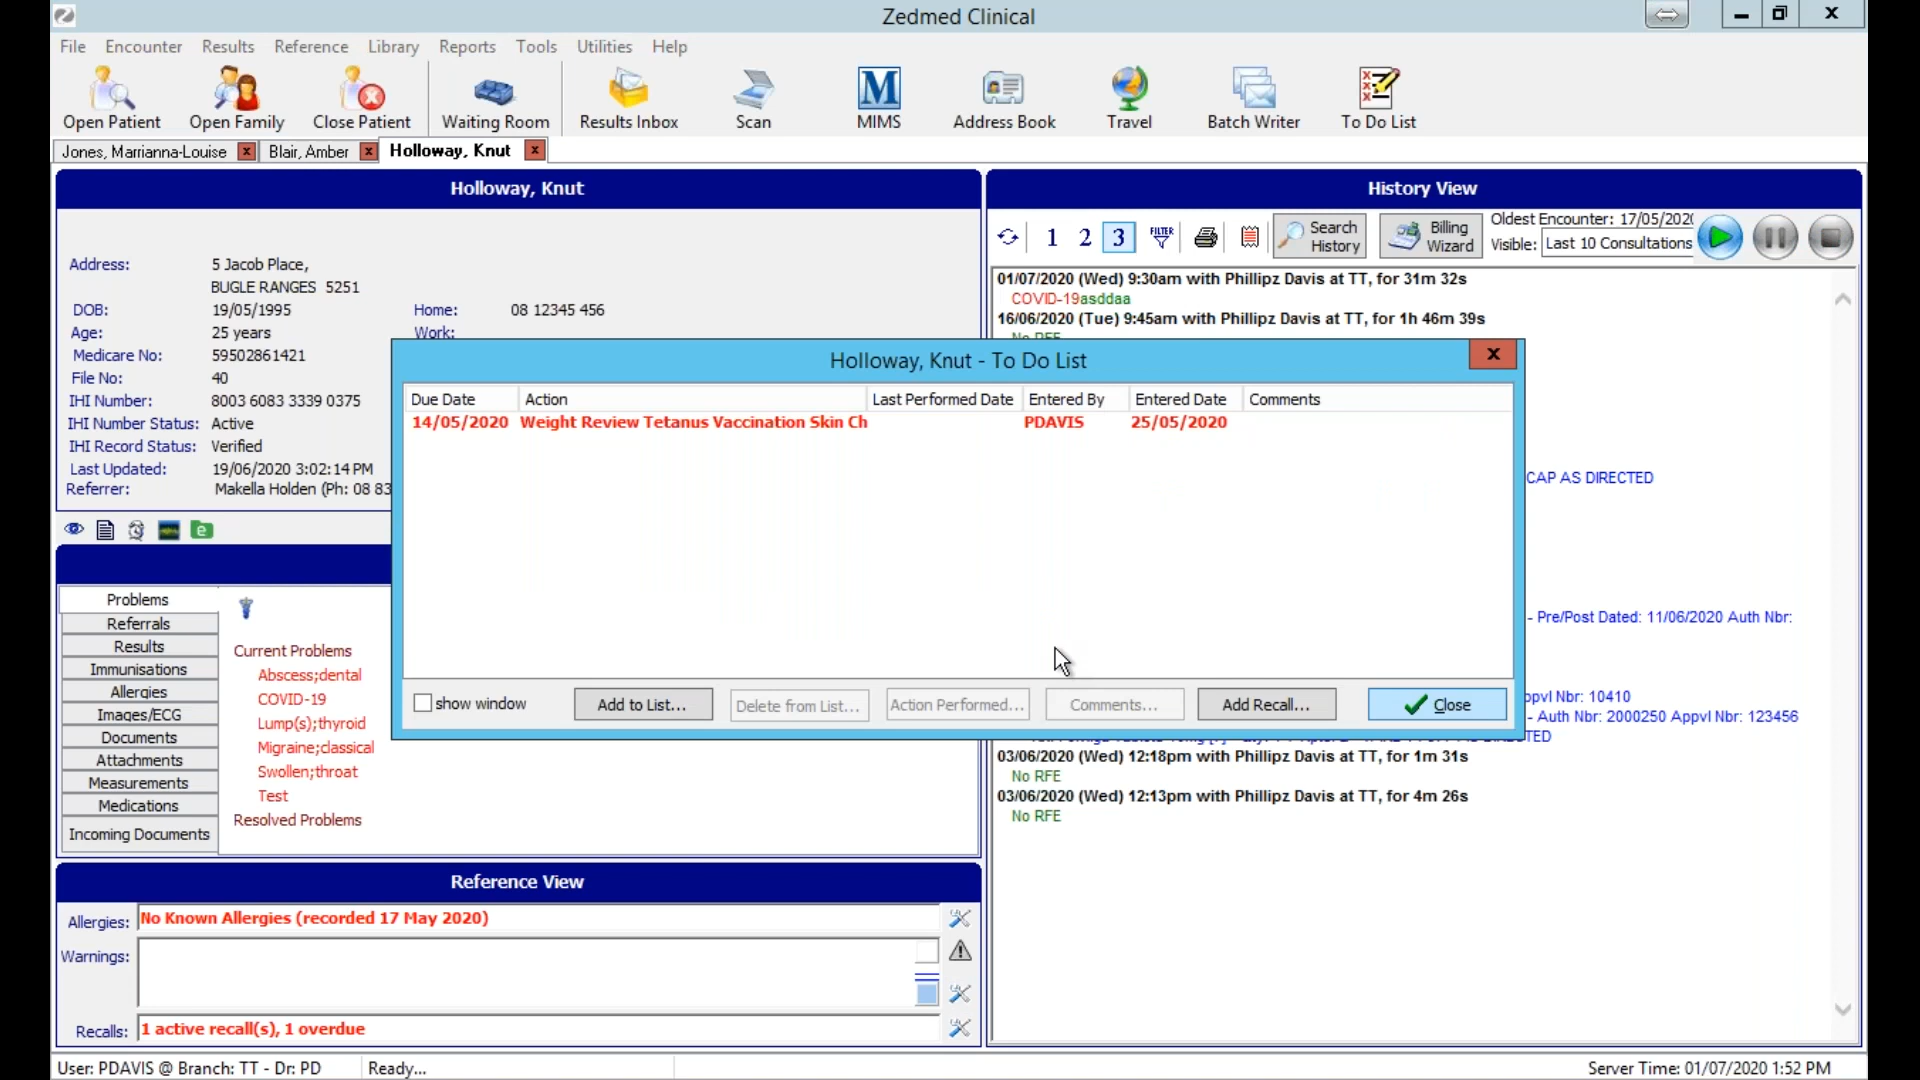 Zedmed Clinical
File Encounter Results Reference Library Reports Tools Utilities Help
Open Patient Open Family Close Patient Waiting Room Results Inbox Scan MIMS Address Book Travel Batch Writer To Do List
Jones, Marrianna-Louise x Blair, Amber x Holloway, Knut x
Holloway, Knut
Address: 5 Jacob Place,
BUGLE RANGES 5251
DOB: 19/05/1995 Home: 08 12345 456
Age: 25 years Work:
Medicare No: 59502861421
File No: 40
IHI Number: 8003 6083 3339 0375
IHI Number Status: Active
IHI Record Status: Verified
Last Updated: 19/06/2020 3:02:14 PM
Referrer: Makella Holden (Ph: 08 83
History View
1 2 3 FILTER Search History Billing Wizard
Oldest Encounter: 17/05/2020
Visible: Last 10 Consultations
01/07/2020 (Wed) 9:30am with Phillipz Davis at TT, for 31m 32s
COVID-19asddaa
16/06/2020 (Tue) 9:45am with Phillipz Davis at TT, for 1h 46m 39s
No RFE
Holloway, Knut - To Do List x
Due Date Action Last Performed Date Entered By Entered Date Comments
14/05/2020 Weight Review Tetanus Vaccination Skin Ch PDAVIS 25/05/2020
show window Add to List... Delete from List... Action Performed... Comments... Add Recall... Close
CAP AS DIRECTED
- Pre/Post Dated: 11/06/2020 Auth Nbr:
ppvl Nbr: 10410
- Auth Nbr: 2000250 Appvl Nbr: 123456
TED
03/06/2020 (Wed) 12:18pm with Phillipz Davis at TT, for 1m 31s
No RFE
03/06/2020 (Wed) 12:13pm with Phillipz Davis at TT, for 4m 26s
No RFE
Problems
Referrals
Results
Immunisations
Allergies
Images/ECG
Documents
Attachments
Measurements
Medications
Incoming Documents
Current Problems
Abscess;dental
COVID-19
Lump(s);thyroid
Migraine;classical
Swollen;throat
Test
Resolved Problems
Reference View
Allergies: No Known Allergies (recorded 17 May 2020)
Warnings:
Recalls: 1 active recall(s), 1 overdue
User: PDAVIS @ Branch: TT - Dr: PD Ready... Server Time: 01/07/2020 1:52 PM